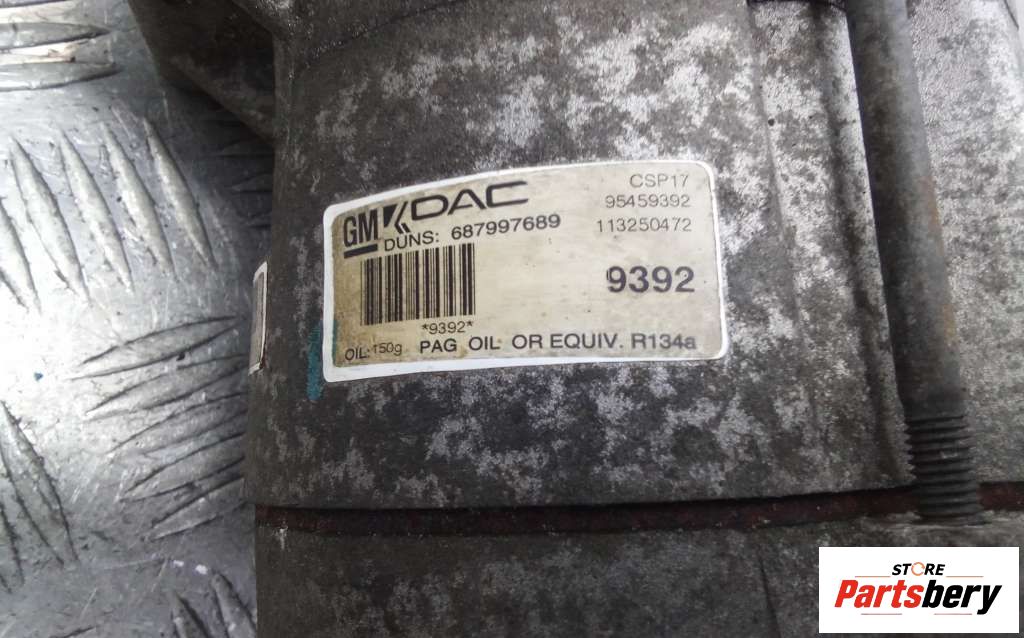 GM DAC
CSP17
95459392
DUNS: 687997689
113250472
9392
*9392*
OIL: 150g PAG OIL OR EQUIV. R134a
STORE
Partsbery